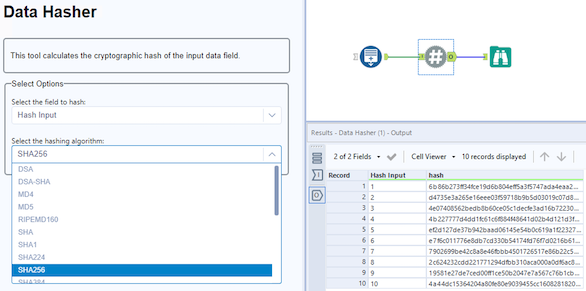 Data Hasher
This tool calculates the cryptographic hash of the input data field.
Select Options
Select the field to hash:
Hash Input
Select the hashing algorithm:
SHA256
DSA
DSA-SHA
MD4
MD5
RIPEMD160
SHA
SHA1
SHA224
SHA256
SHA384
#
Results - Data Hasher (1) - Output
2 of 2 Fields
Cell Viewer
10 records displayed
Record Hash Input hash
1 1 6b86b273ff34fce19d6b804eff5a3f5747ada4eaa2...
2 2 d4735e3a265e16eee03f59718b9b5d03019c07d8...
3 3 4e07408562bedb8b60ce05c1decfe3ad16b72230...
4 4 4b227777d4dd1fc61c6f884f48641d02b4d121d3f...
5 5 ef2d127de37b942baad06145e54b0c619a1f22327...
6 6 e7f6c011776e8db7cd330b54174fd76f7d0216b61...
7 7 7902699be42c8a8e46fbbb4501726517e86b22c5...
8 8 2c624232cdd221771294dfbb310aca000a0df6ac8...
9 9 19581e27de7ced00ff1ce50b2047e7a567c76b1cb...
10 10 4a44dc15364204a80fe80e9039455cc1608281820...